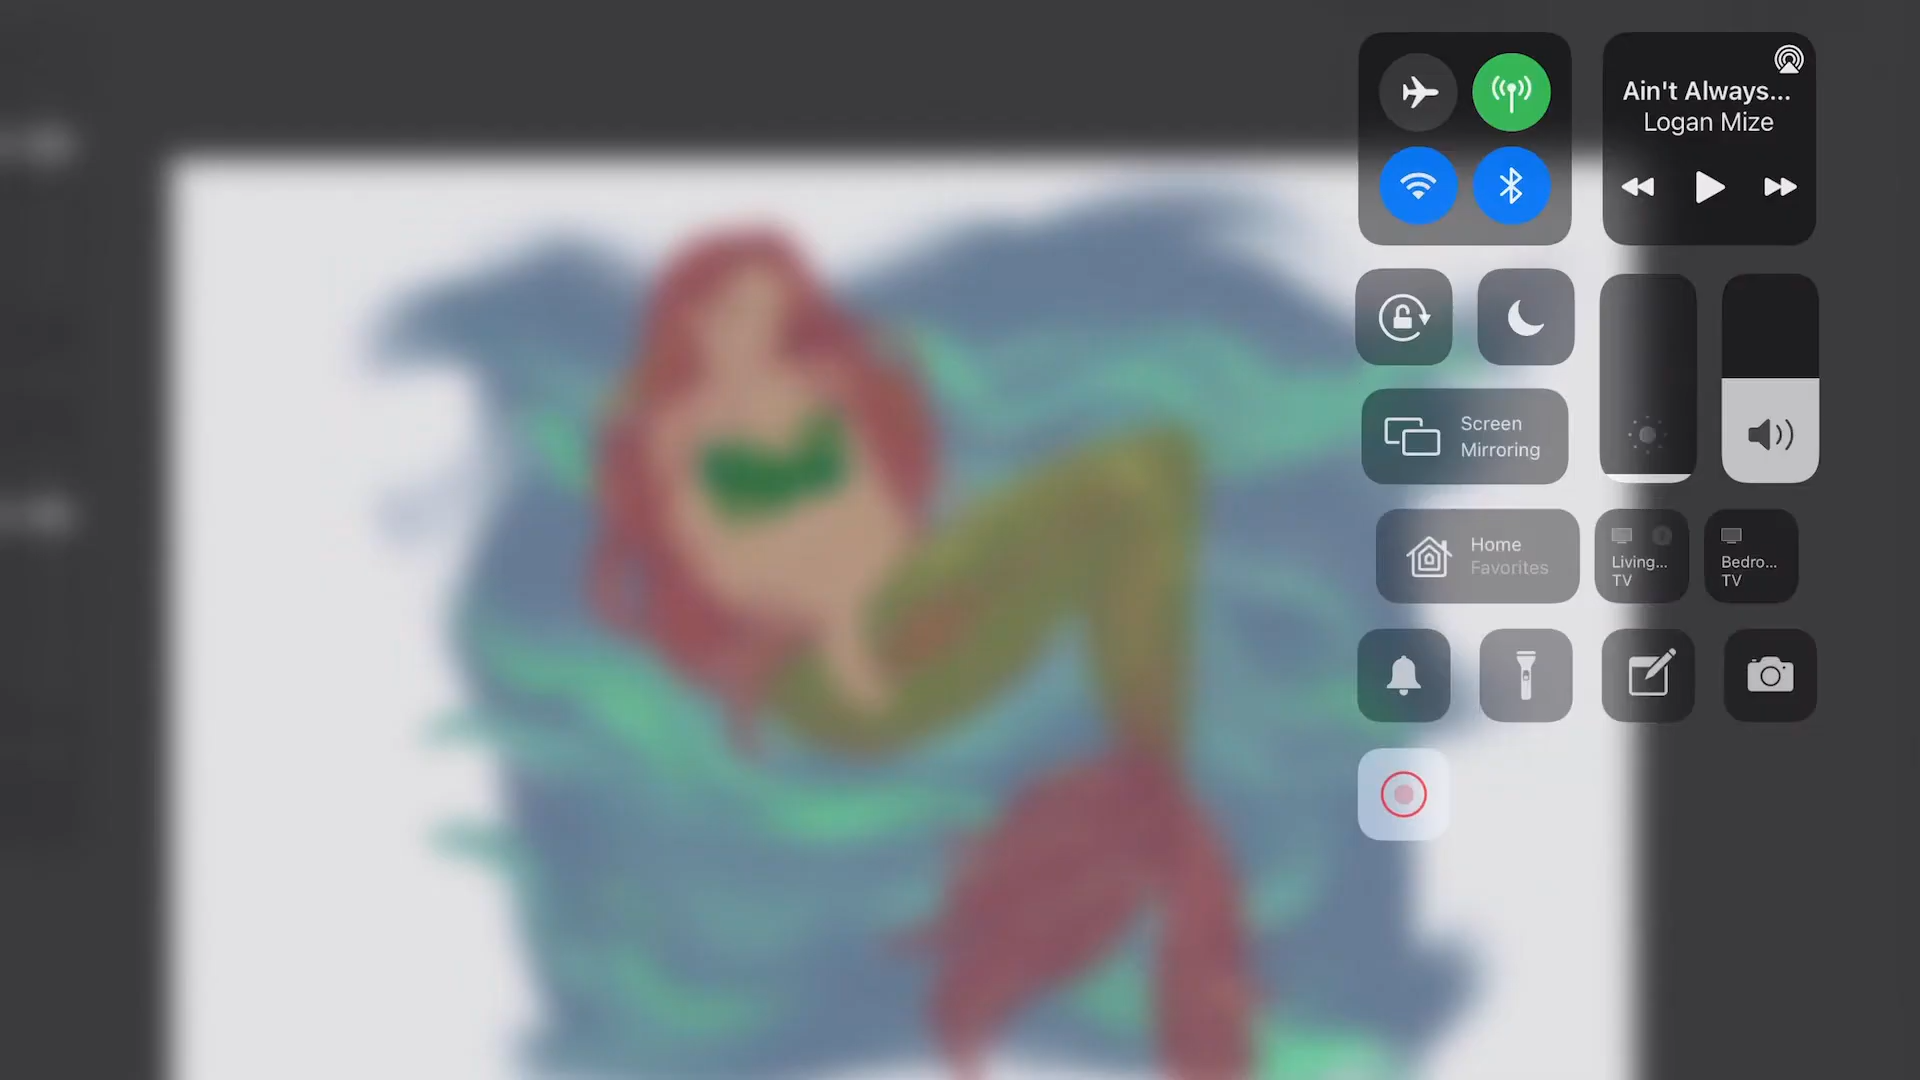 Ain't Always...
Logan Mize
Screen
Mirroring
Home
Favorites
Living...
TV
Bedro...
TV